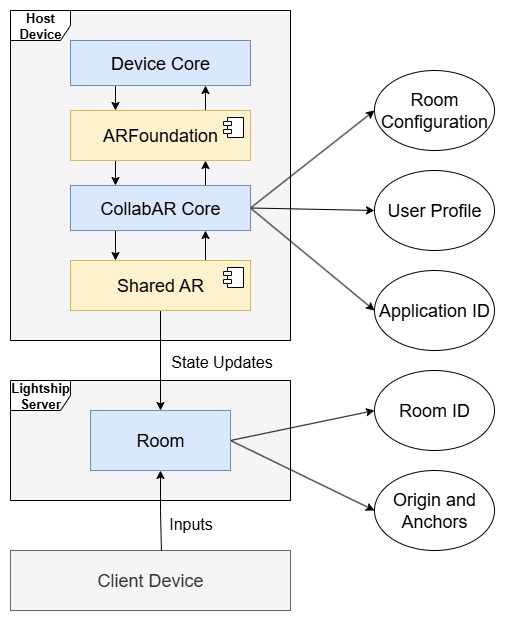 Host
Device
Device Core
ARFoundation
CollabAR Core
Shared AR
Room
Configuration
User Profile
Application ID
State Updates
Lightship
Server
Room
Room ID
Origin and
Anchors
Inputs
Client Device